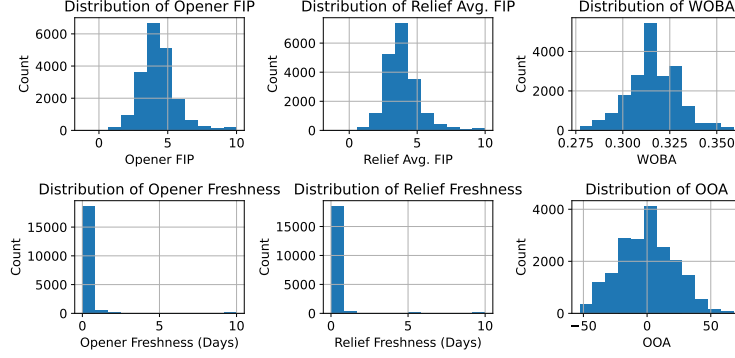 Distribution of Opener FIP
Count
6000
4000
2000
0
0
5
10
Opener FIP
Distribution of Relief Avg. FIP
Count
6000
4000
2000
0
0
5
10
Relief Avg. FIP
Distribution of WOBA
Count
4000
2000
0
0.275
0.300
0.325
0.350
WOBA
Distribution of Opener Freshness
Count
15000
10000
5000
0
0
5
10
Opener Freshness (Days)
Distribution of Relief Freshness
Count
15000
10000
5000
0
0
5
10
Relief Freshness (Days)
Distribution of OOA
Count
4000
2000
0
−50
0
50
OOA